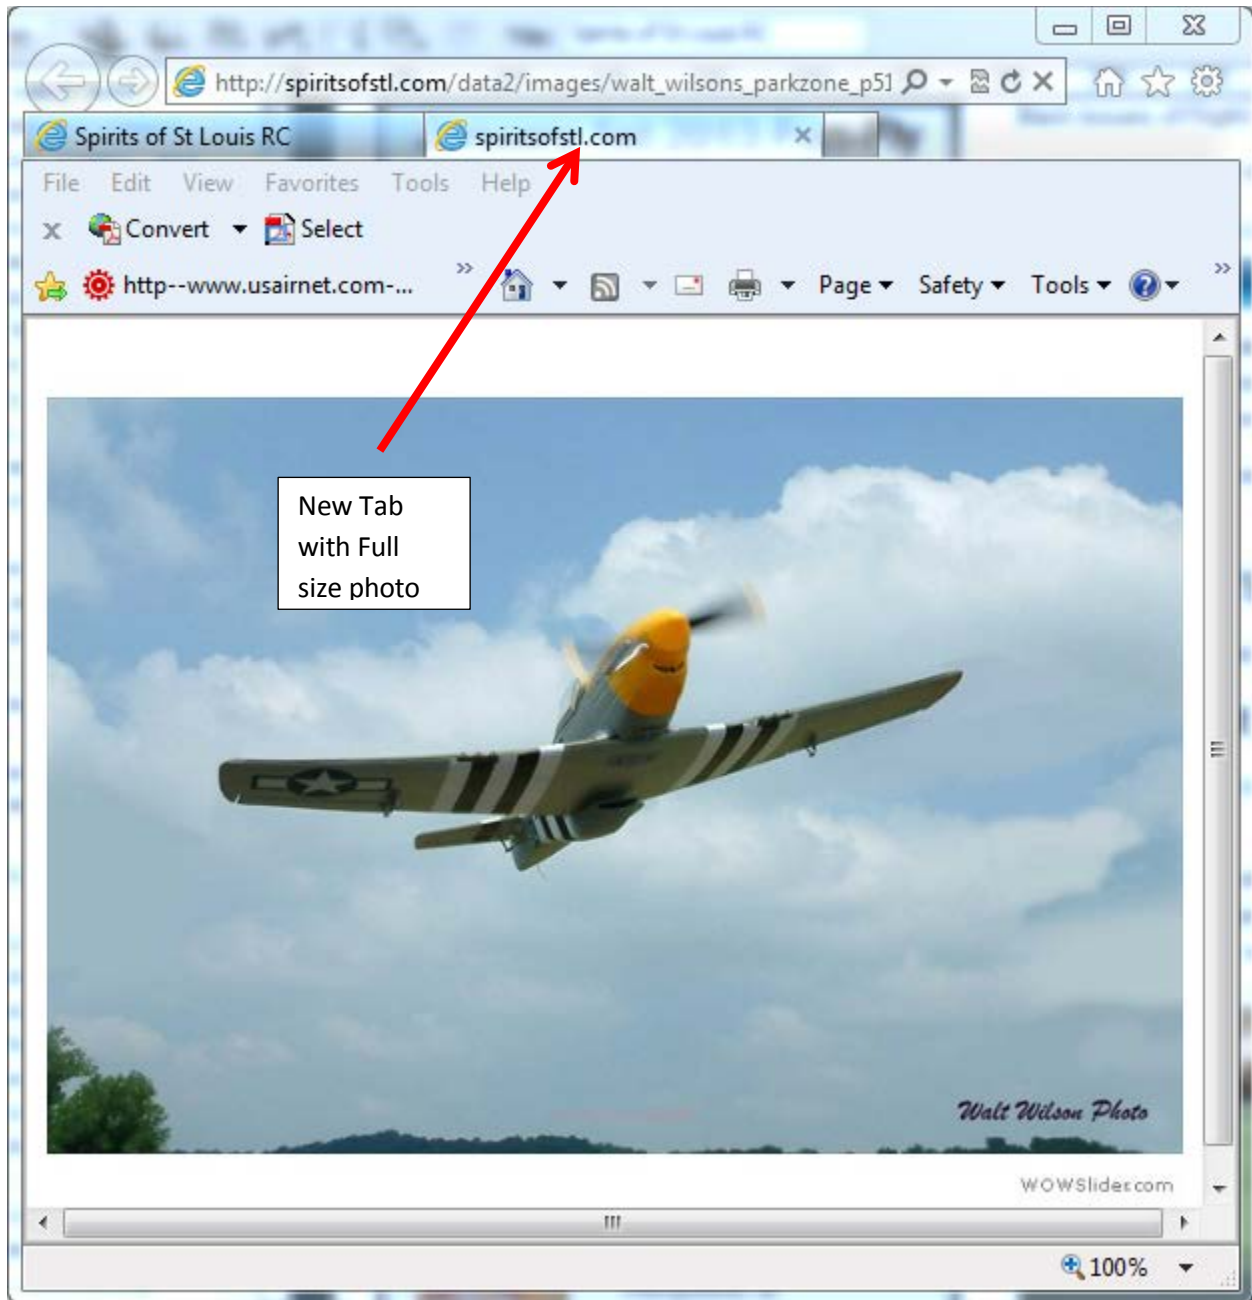 http://spiritsofstl.com/data2/images/walt_wilsons_parkzone_p51
Spirits of St Louis RC
spiritsofstl.com
File Edit View Favorites Tools Help
x Convert Select
http--www.usairnet.com-... Page Safety Tools
New Tab
with Full
size photo
Walt Wilson Photo
WOWSlider.com
100%